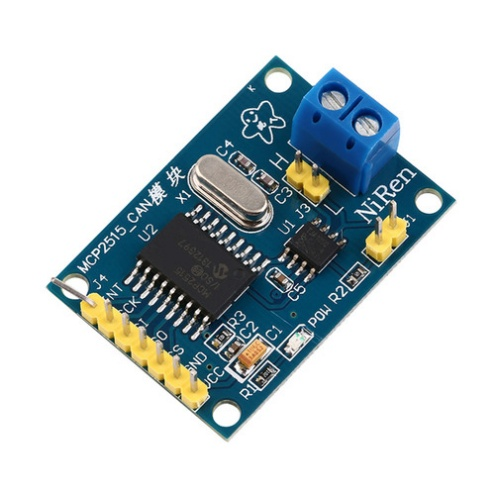 K
C4
H
C3
J3
L
NiRen
J1
X1
U1
MCP2515_CAN模块
U2
MCP2515
C5
R2
POW
J4
INT
SCK
SO
CS
GND
VCC
R3
C2
C1
R1